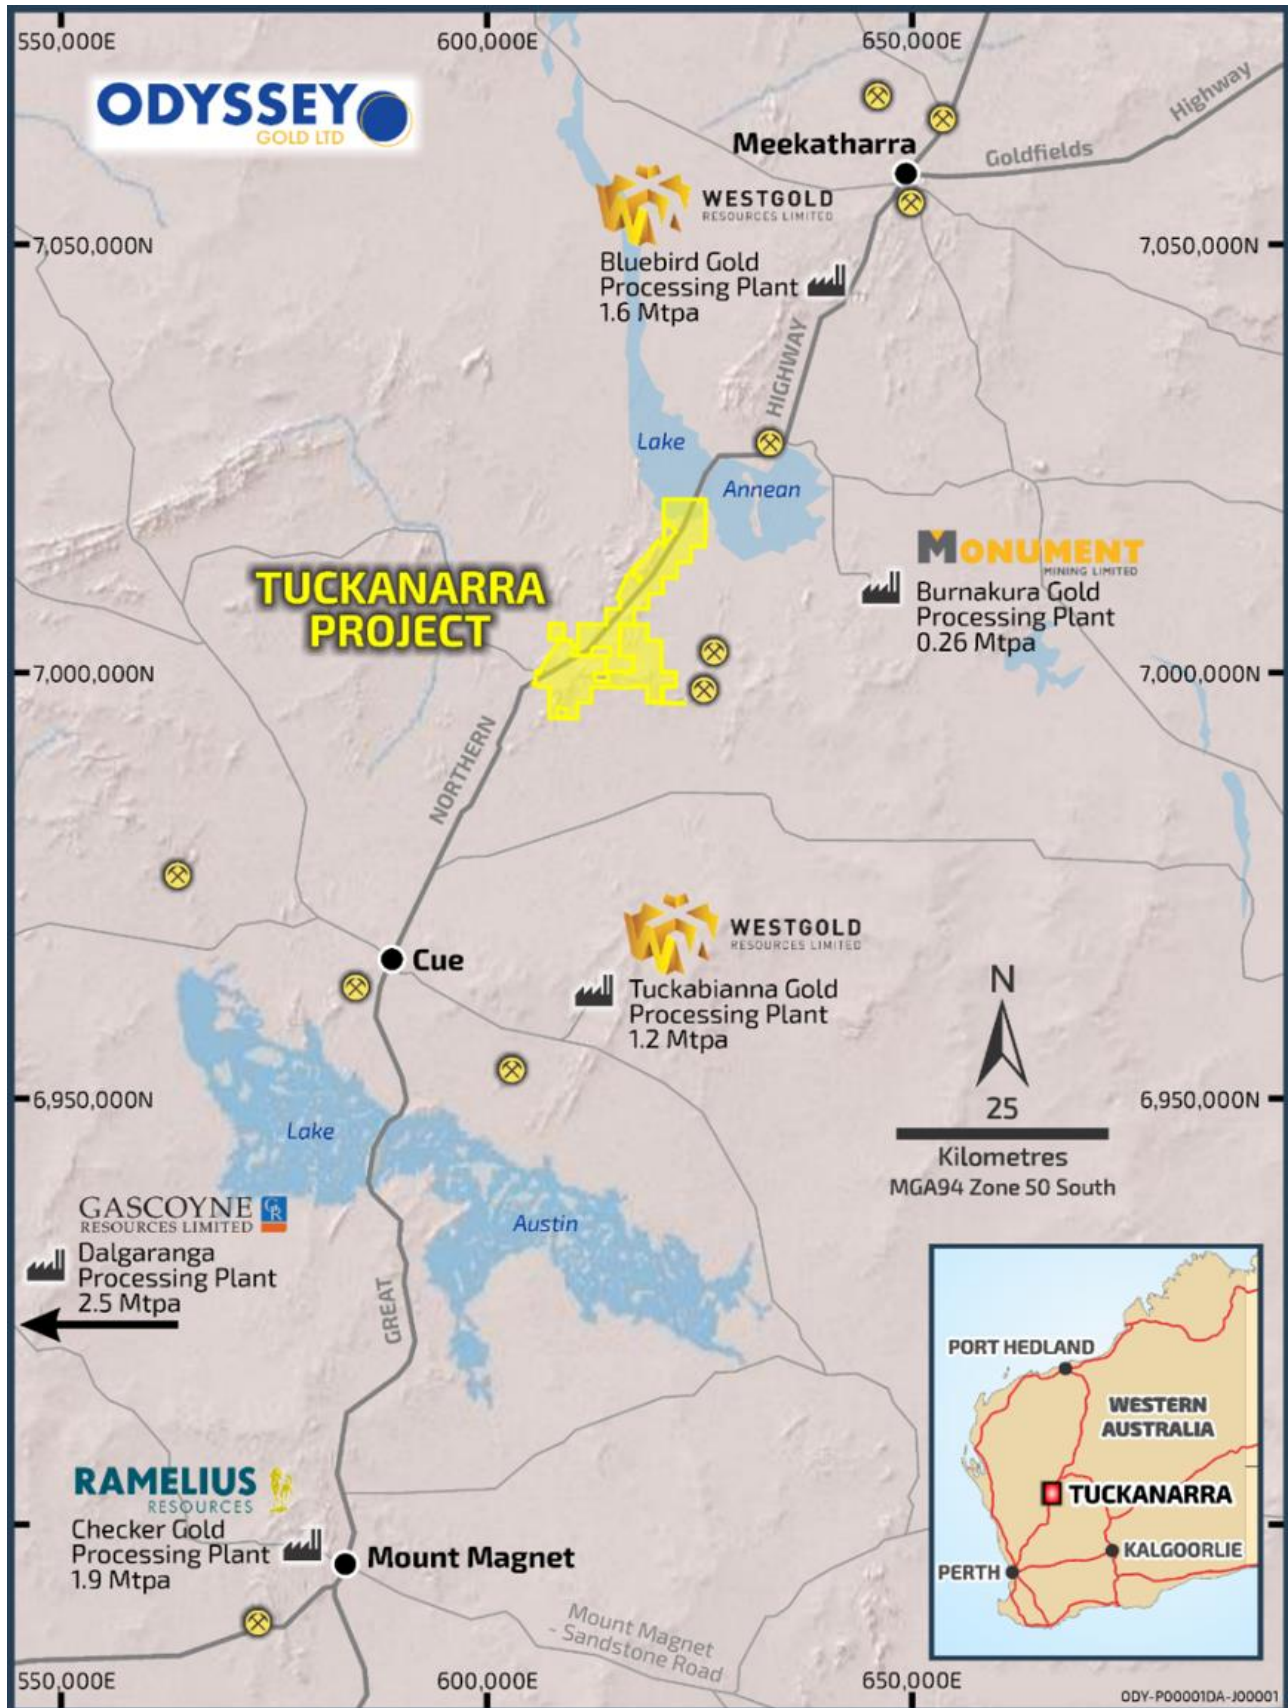 550,000E
600,000E
650,000E
ODYSSEY
GOLD LTD
Highway
Goldfields
Meekatharra
WESTGOLD
RESOURCES LIMITED
7,050,000N
7,050,000N
Bluebird Gold
Processing Plant
1.6 Mtpa
HIGHWAY
Lake
Annean
MONUMENT
MINING LIMITED
TUCKANARRA
PROJECT
Burnakura Gold
Processing Plant
0.26 Mtpa
7,000,000N
7,000,000N
NORTHERN
WESTGOLD
RESOURCES LIMITED
Cue
Tuckabianna Gold
Processing Plant
1.2 Mtpa
N
6,950,000N
6,950,000N
25
Kilometres
MGA94 Zone 50 South
Lake
Austin
GASCOYNE
RESOURCES LIMITED
GR
Dalgaranga
Processing Plant
2.5 Mtpa
GREAT
PORT HEDLAND
WESTERN
AUSTRALIA
TUCKANARRA
KALGOORLIE
PERTH
RAMELIUS
RESOURCES
Checker Gold
Processing Plant
1.9 Mtpa
Mount Magnet
Mount Magnet
- Sandstone Road
550,000E
600,000E
650,000E
ODY-P00001DA-J00001